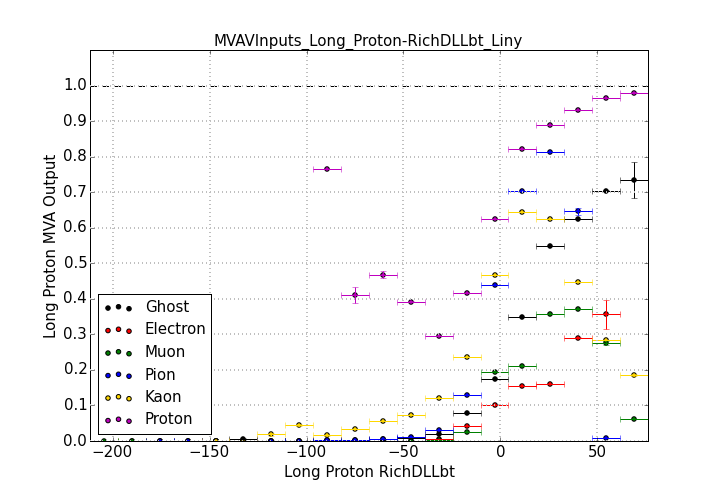 MVAVInputs_Long_Proton-RichDLLbt_Liny
Long Proton MVA Output
1.0
0.9
0.8
0.7
0.6
0.5
0.4
0.3
0.2
0.1
0.0
Ghost
Electron
Muon
Pion
Kaon
Proton
−200
−150
−100
−50
0
50
Long Proton RichDLLbt